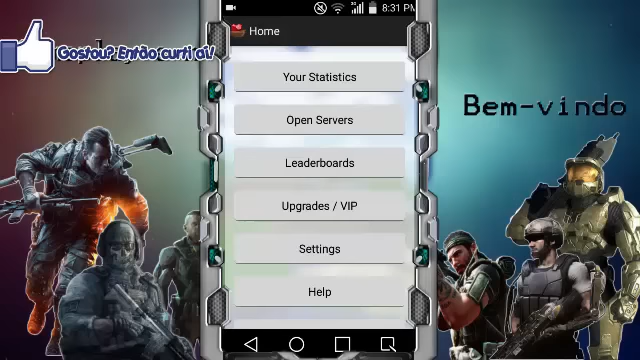 8:31 PM
Home
Gostou? Então curti aí!
Your Statistics
Open Servers
Bem-vindo
Leaderboards
Upgrades / VIP
Settings
Help